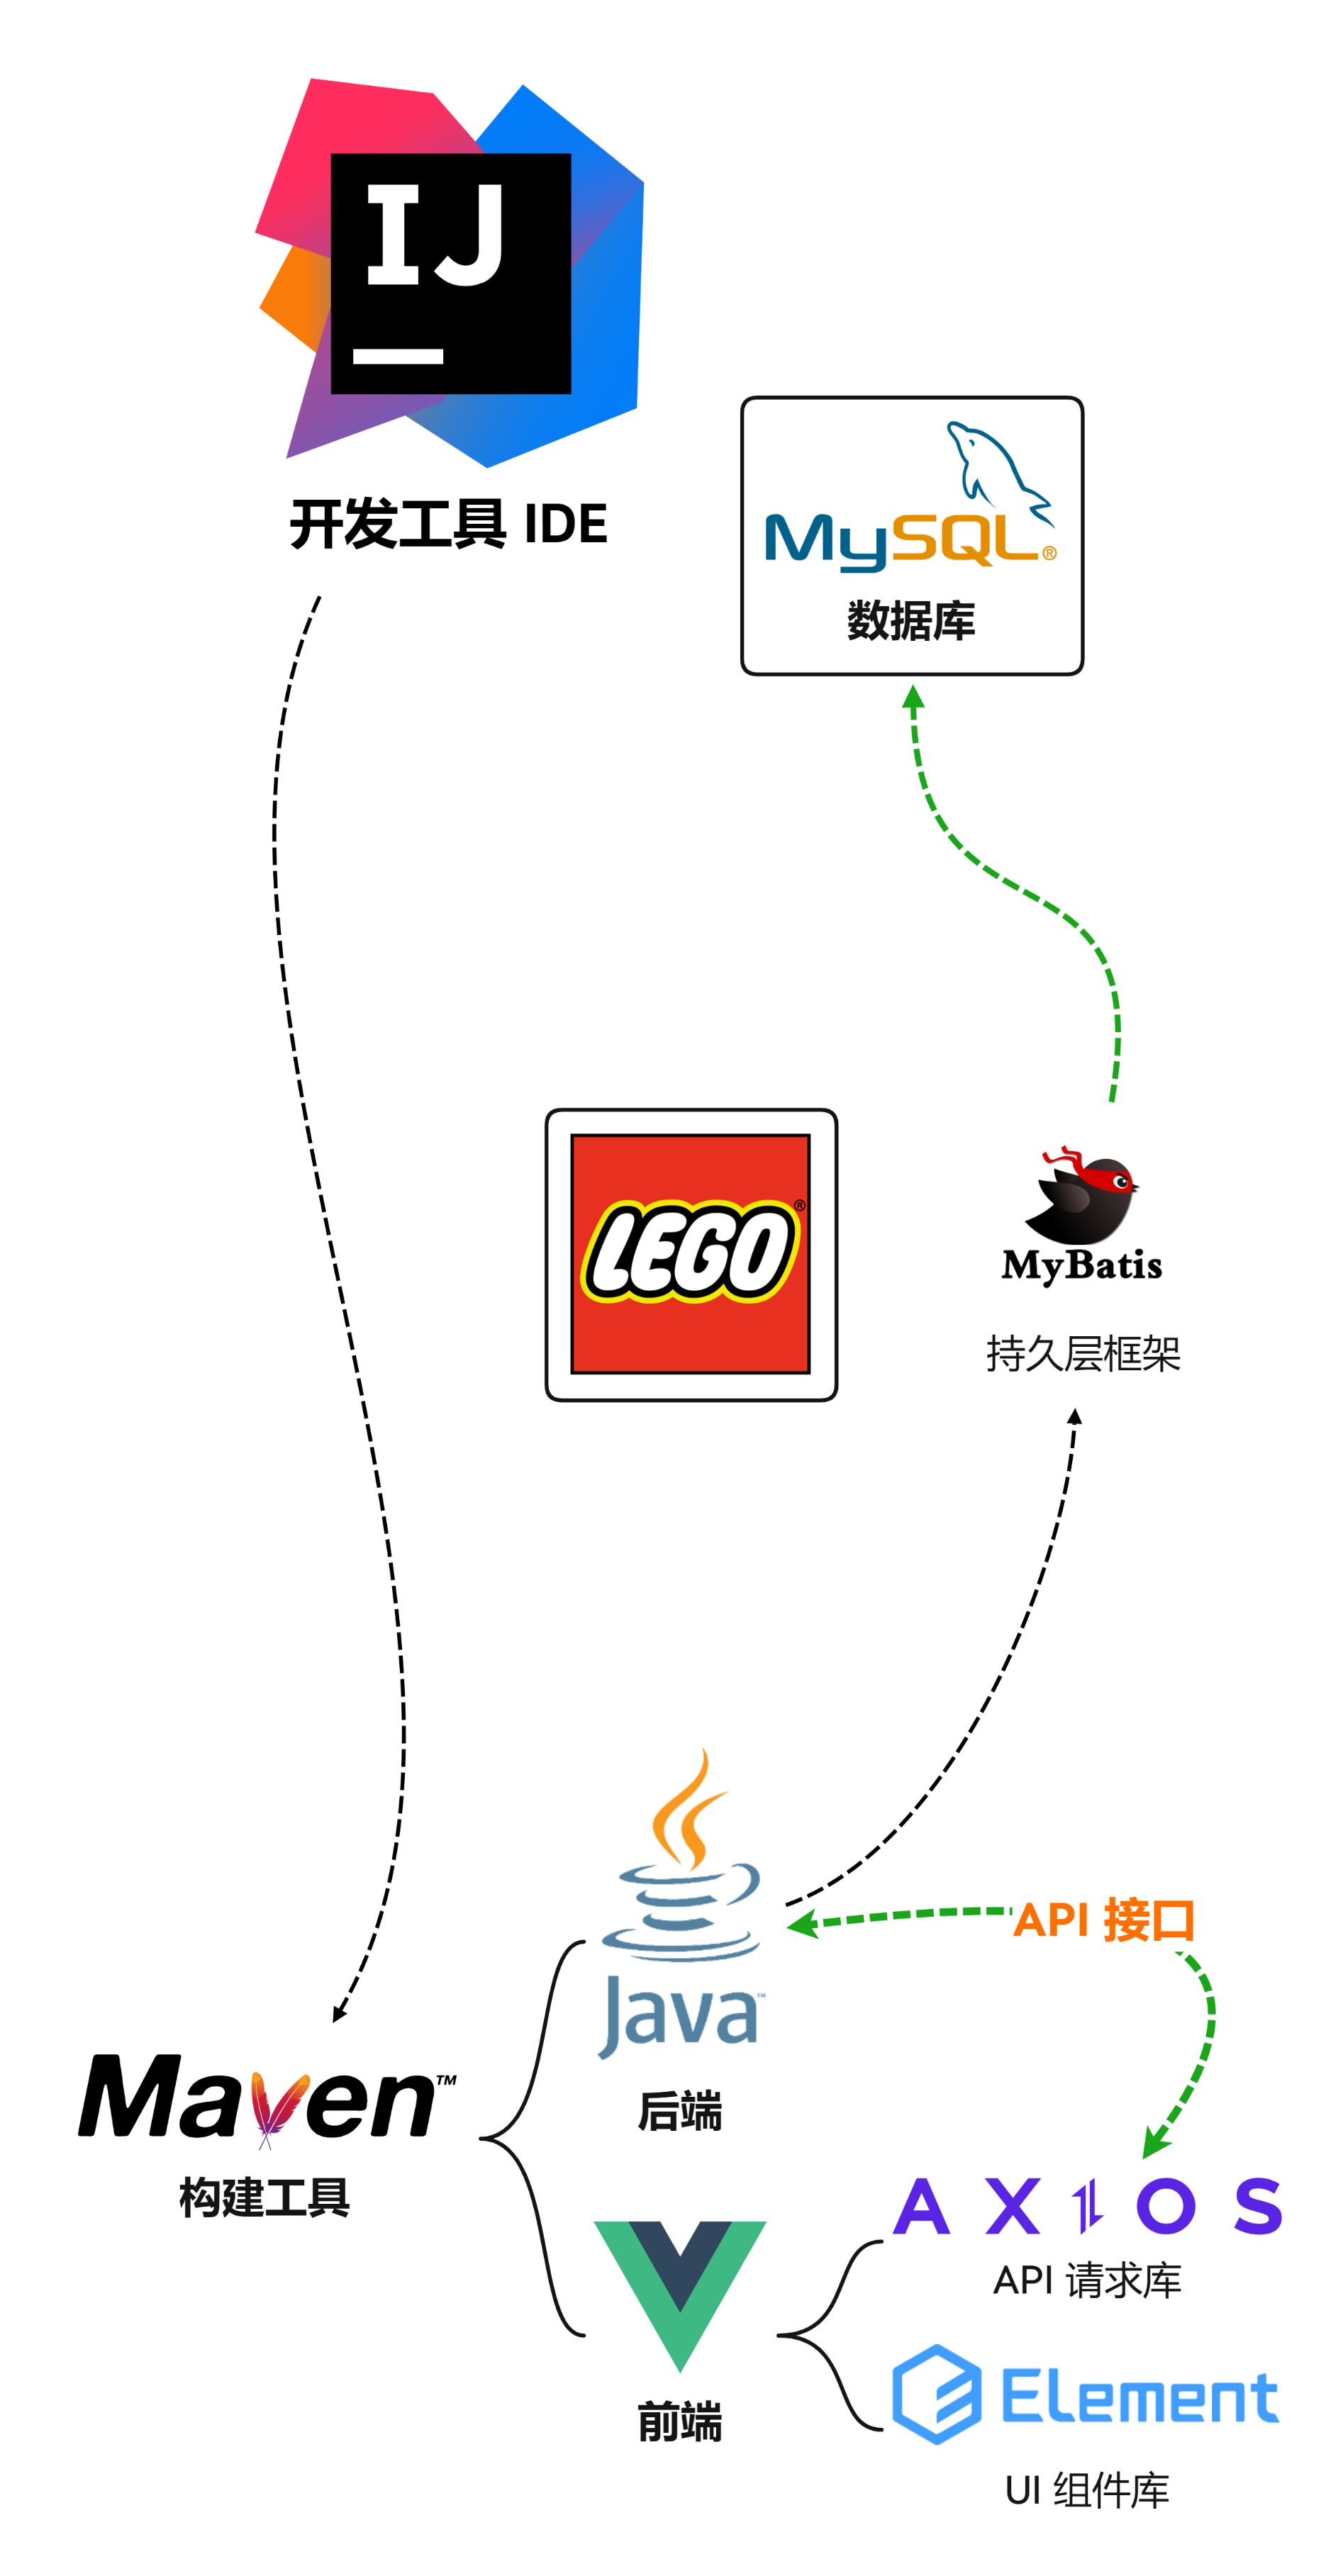 IJ
开发工具 IDE
MySQL®
数据库
LEGO®
MyBatis
持久层框架
Java™
后端
API 接口
Maven™
构建工具
前端
AXIOS
API 请求库
Element
UI 组件库